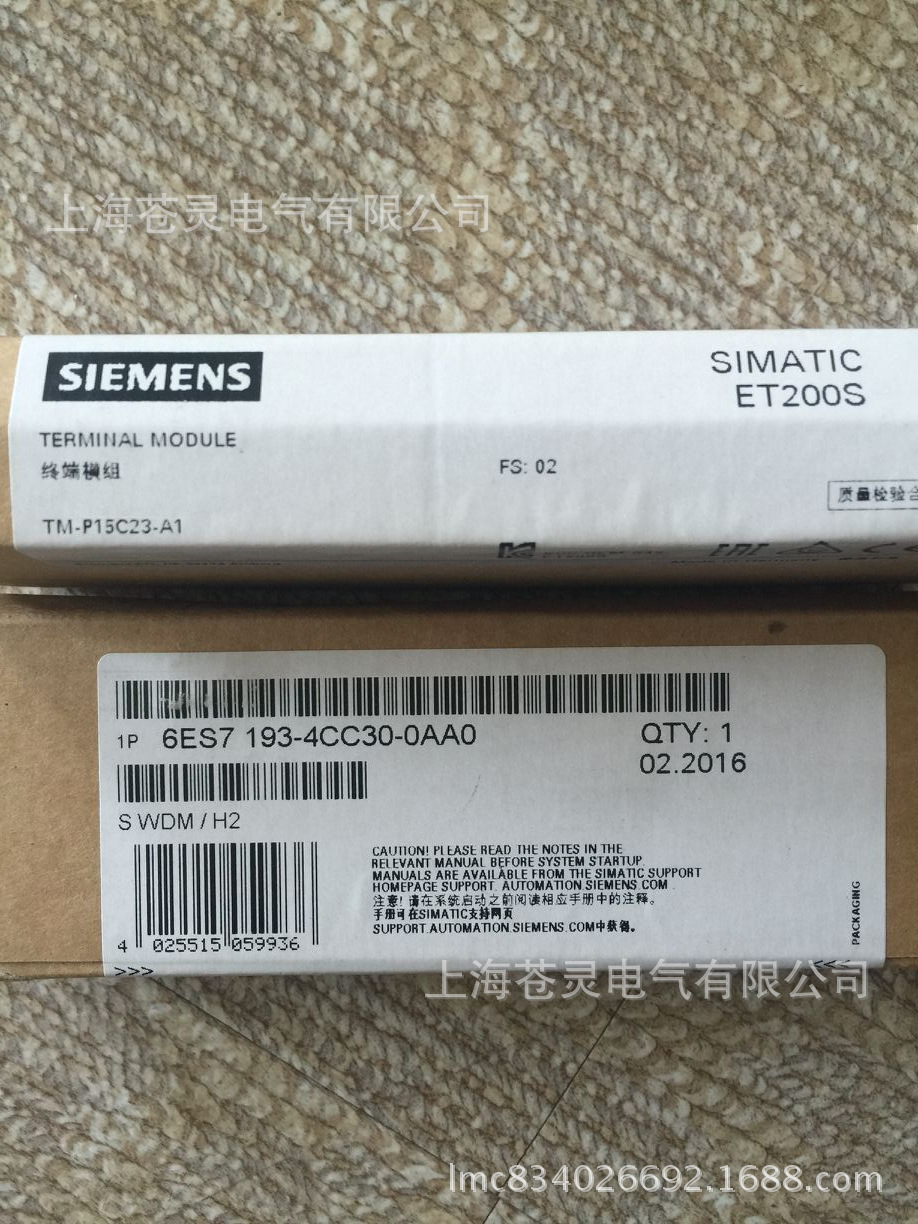 上海苍灵电气有限公司
SIEMENS
SIMATIC
ET200S
TERMINAL MODULE
终端模组
FS: 02
质量检验合
TM-P15C23-A1
1P 6ES7 193-4CC30-0AA0
QTY: 1
02.2016
S WDM / H2
CAUTION! PLEASE READ THE NOTES IN THE
RELEVANT MANUAL BEFORE SYSTEM STARTUP.
MANUALS ARE AVAILABLE FROM THE SIMATIC SUPPORT
HOMEPAGE SUPPORT. AUTOMATION.SIEMENS.COM
注意! 请在系统启动之前阅读相应手册中的注释。
手册可在SIMATIC支持网页
SUPPORT.AUTOMATION.SIEMENS.COM中获得。
PACKAGING
4 025515 059936
>>>
<<<
上海苍灵电气有限公司
lmc834026692.1688.com